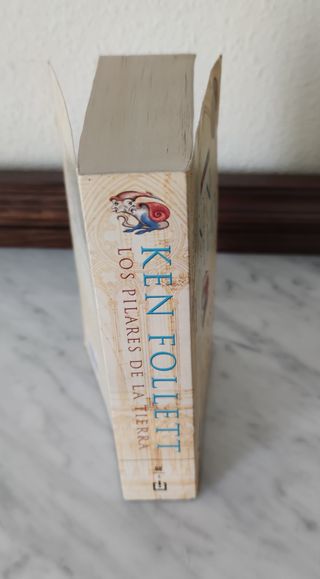 KEN FOLLETT
LOS PILARES DE LA TIERRA